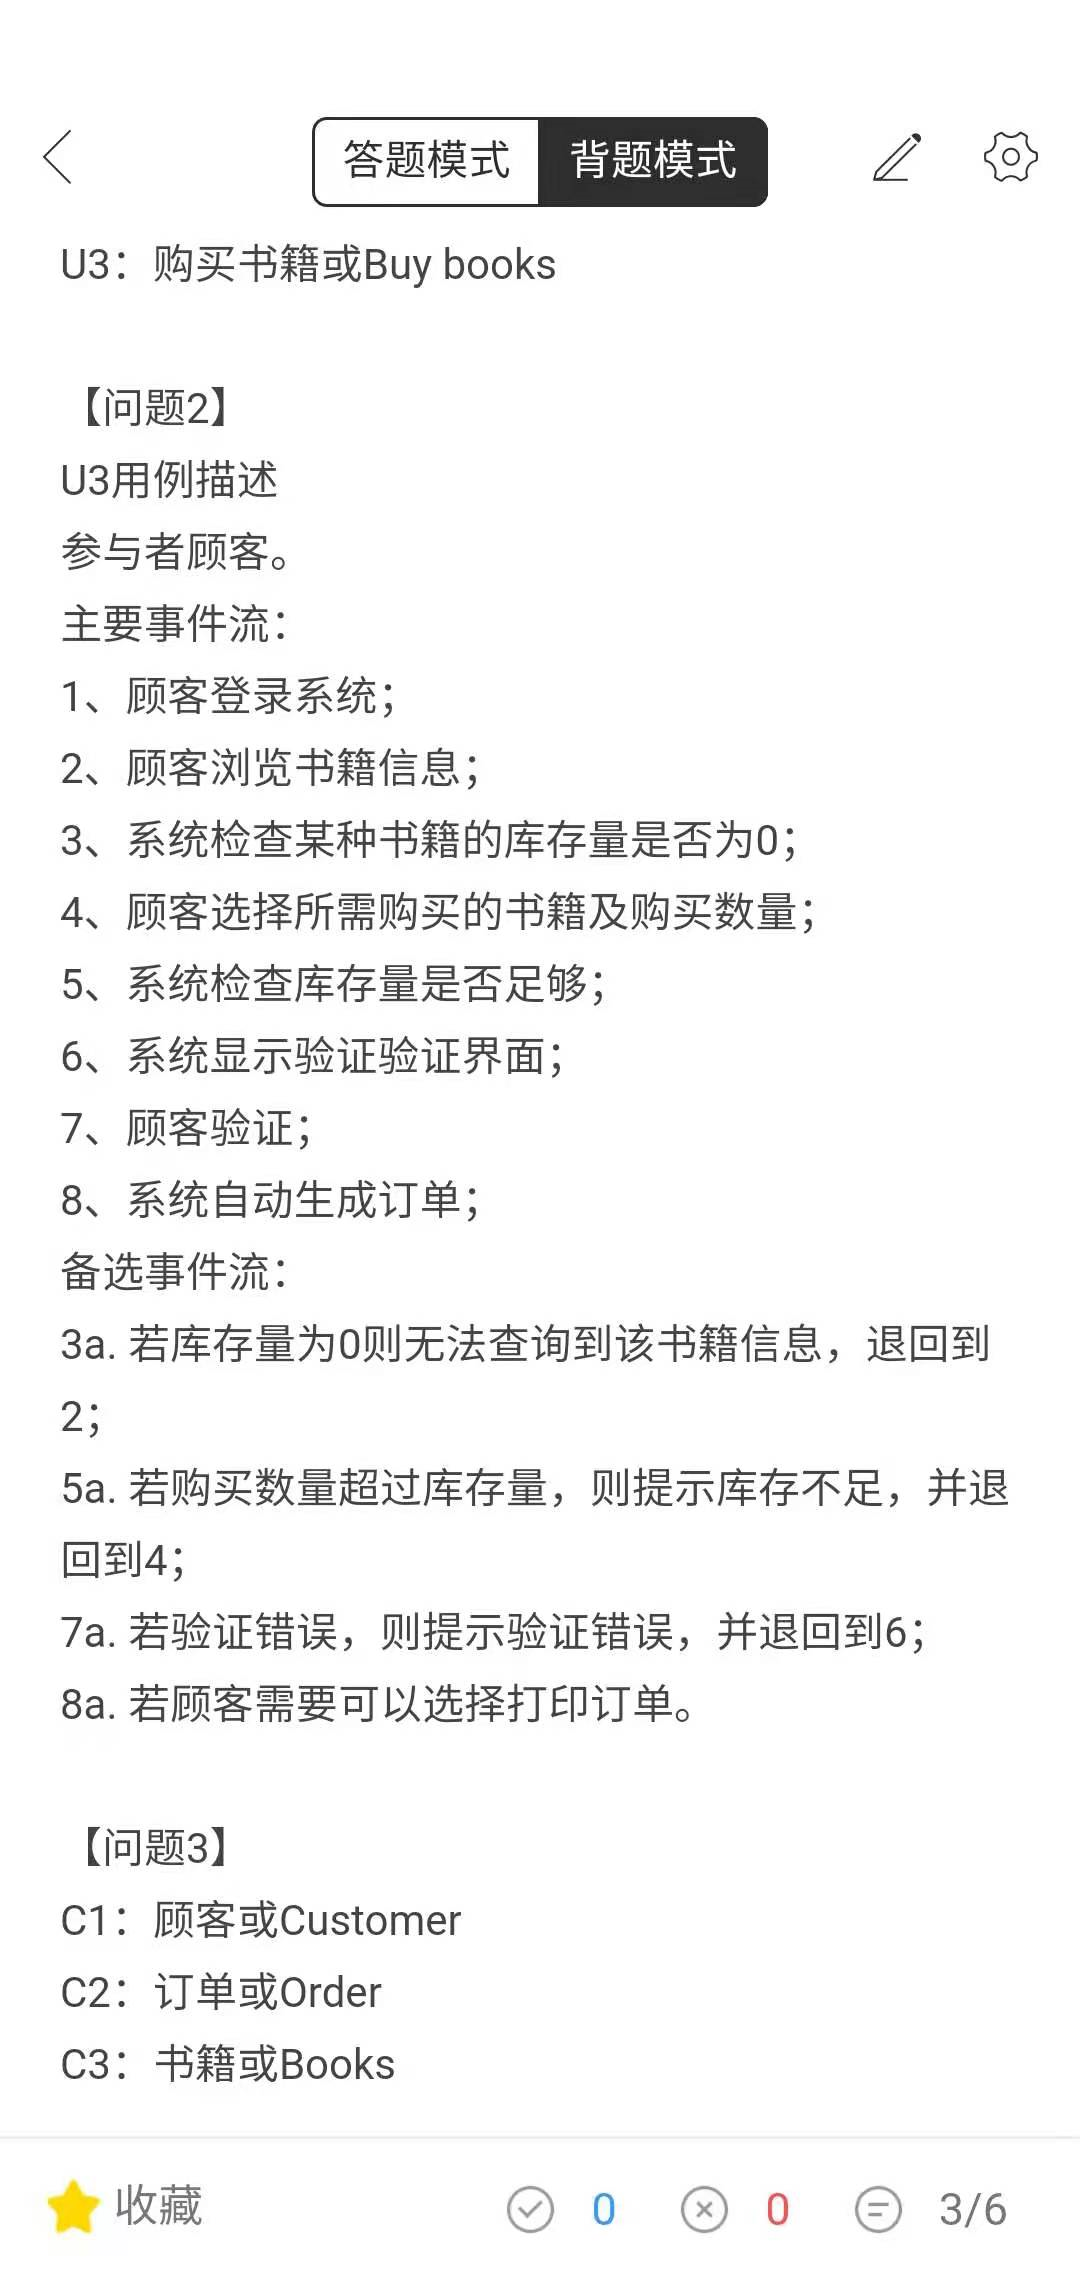 答题模式 背题模式
U3：购买书籍或Buy books
【问题2】
U3用例描述
参与者顾客。
主要事件流：
1、顾客登录系统；
2、顾客浏览书籍信息；
3、系统检查某种书籍的库存量是否为0；
4、顾客选择所需购买的书籍及购买数量；
5、系统检查库存量是否足够；
6、系统显示验证验证界面；
7、顾客验证；
8、系统自动生成订单；
备选事件流：
3a. 若库存量为0则无法查询到该书籍信息，退回到
2；
5a. 若购买数量超过库存量，则提示库存不足，并退
回到4；
7a. 若验证错误，则提示验证错误，并退回到6；
8a. 若顾客需要可以选择打印订单。
【问题3】
C1：顾客或Customer
C2：订单或Order
C3：书籍或Books
收藏 0 0 3/6